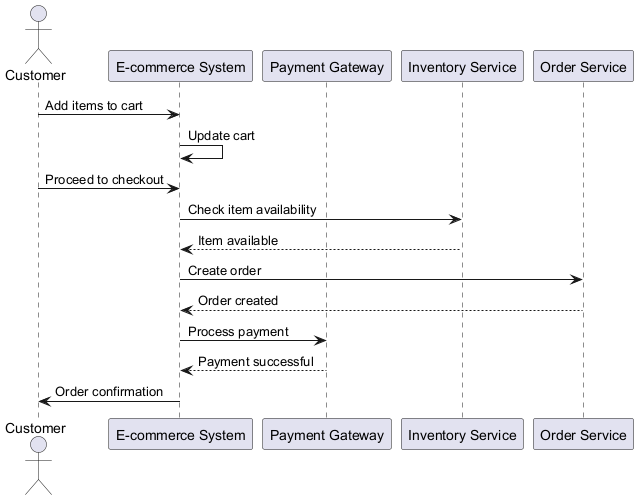 Customer
E-commerce System
Payment Gateway
Inventory Service
Order Service
Add items to cart
Update cart
Proceed to checkout
Check item availability
Item available
Create order
Order created
Process payment
Payment successful
Order confirmation
Customer
E-commerce System
Payment Gateway
Inventory Service
Order Service